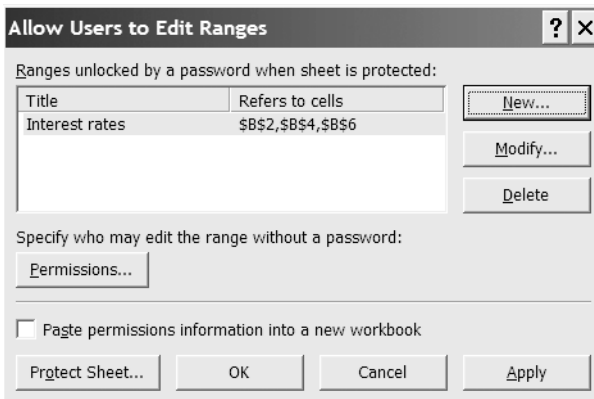 Allow Users to Edit Ranges ? ×
Ranges unlocked by a password when sheet is protected:
Title Refers to cells New...
Interest rates $B$2,$B$4,$B$6
Modify...
Delete
Specify who may edit the range without a password:
Permissions...
Paste permissions information into a new workbook
Protect Sheet... OK Cancel Apply